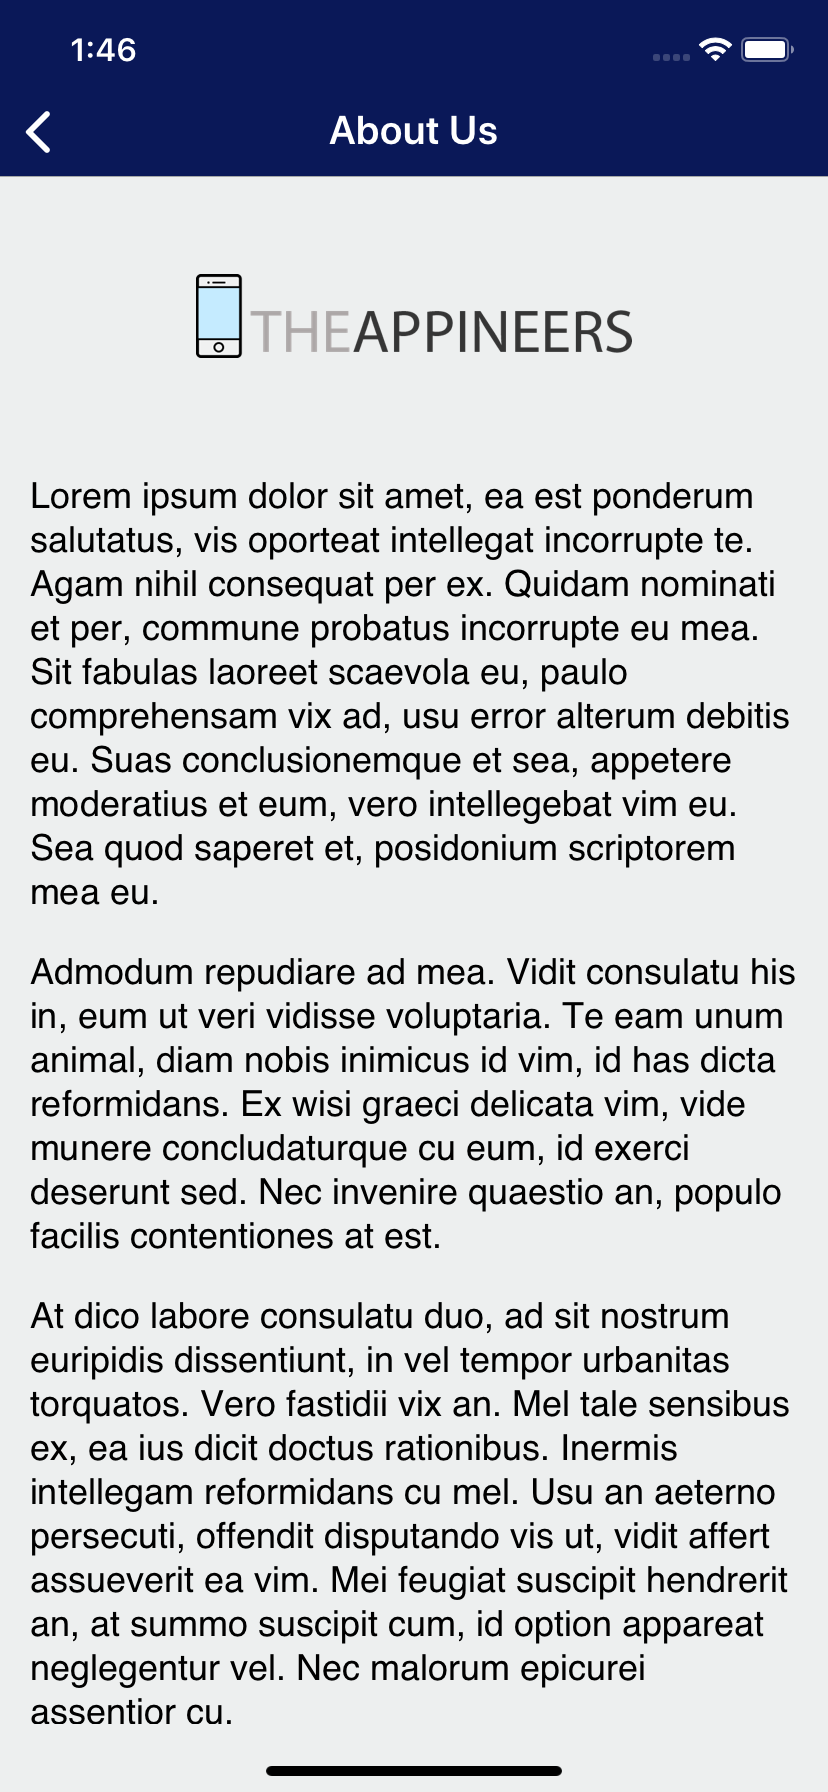 1:46
About Us
THEAPPINEERS
Lorem ipsum dolor sit amet, ea est ponderum
salutatus, vis oporteat intellegat incorrupte te.
Agam nihil consequat per ex. Quidam nominati
et per, commune probatus incorrupte eu mea.
Sit fabulas laoreet scaevola eu, paulo
comprehensam vix ad, usu error alterum debitis
eu. Suas conclusionemque et sea, appetere
moderatius et eum, vero intellegebat vim eu.
Sea quod saperet et, posidonium scriptorem
mea eu.
Admodum repudiare ad mea. Vidit consulatu his
in, eum ut veri vidisse voluptaria. Te eam unum
animal, diam nobis inimicus id vim, id has dicta
reformidans. Ex wisi graeci delicata vim, vide
munere concludaturque cu eum, id exerci
deserunt sed. Nec invenire quaestio an, populo
facilis contentiones at est.
At dico labore consulatu duo, ad sit nostrum
euripidis dissentiunt, in vel tempor urbanitas
torquatos. Vero fastidii vix an. Mel tale sensibus
ex, ea ius dicit doctus rationibus. Inermis
intellegam reformidans cu mel. Usu an aeterno
persecuti, offendit disputando vis ut, vidit affert
assueverit ea vim. Mei feugiat suscipit hendrerit
an, at summo suscipit cum, id option appareat
neglegentur vel. Nec malorum epicurei
assentior cu.